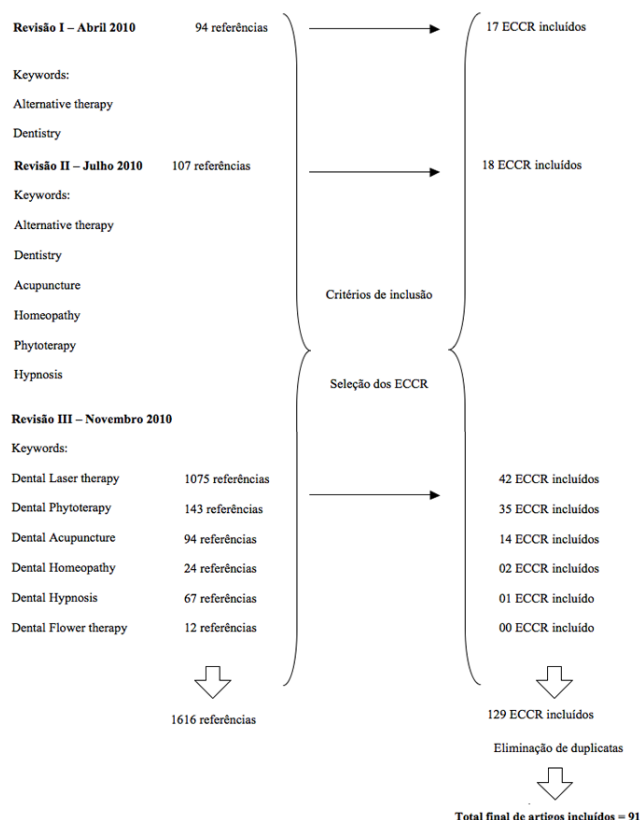 Revisão I – Abril 2010 94 referências 17 ECCR incluídos
Keywords:
Alternative therapy
Dentistry
Revisão II – Julho 2010 107 referências 18 ECCR incluídos
Keywords:
Alternative therapy
Dentistry
Acupuncture
Critérios de inclusão
Homeopathy
Phytoterapy
Hypnosis
Seleção dos ECCR
Revisão III – Novembro 2010
Keywords:
Dental Laser therapy 1075 referências 42 ECCR incluídos
Dental Phytoterapy 143 referências 35 ECCR incluídos
Dental Acupuncture 94 referências 14 ECCR incluídos
Dental Homeopathy 24 referências 02 ECCR incluídos
Dental Hypnosis 67 referências 01 ECCR incluído
Dental Flower therapy 12 referências 00 ECCR incluído
1616 referências 129 ECCR incluídos
Eliminação de duplicatas
Total final de artigos incluídos = 91